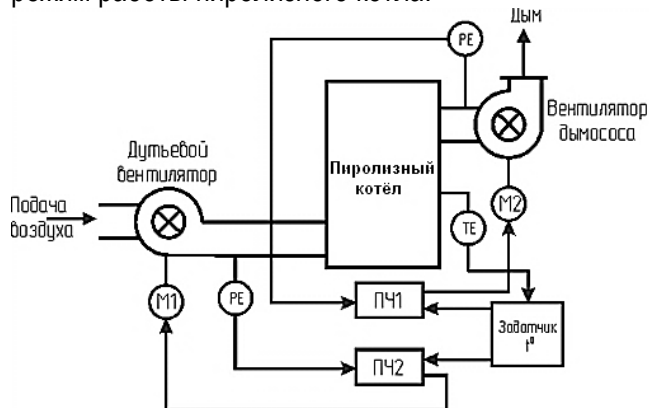 режим работы пиролизного котла.
Дым
PE
Вентилятор
дымососа
Дутьевой
вентилятор
Пиролизный
котёл
Подача
воздуха
M2
TE
M1
PE
ПЧ1
Задатчик
t°
ПЧ2